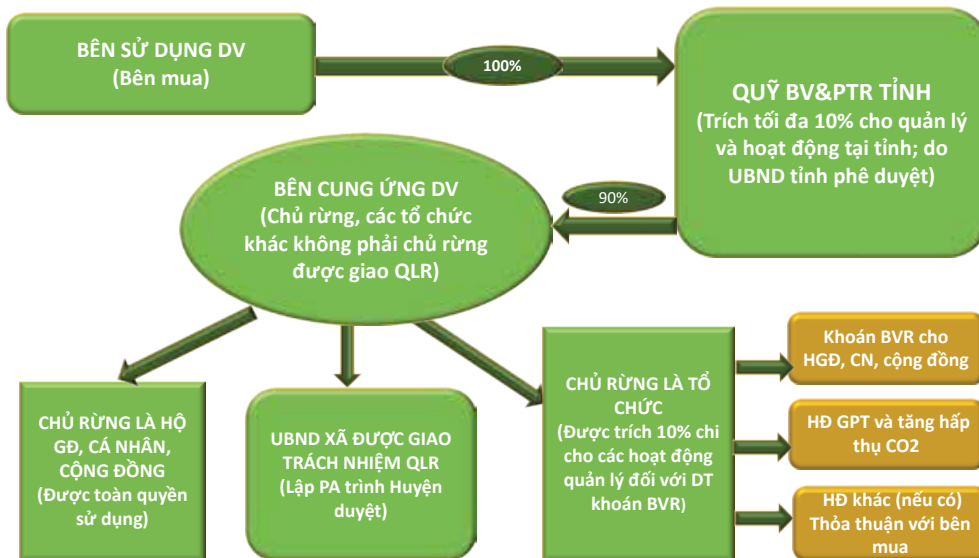 BÊN SỬ DỤNG DV
(Bên mua)
100%
QUỸ BV&PTR TỈNH
(Trích tối đa 10% cho quản lý
và hoạt động tại tỉnh; do
UBND tỉnh phê duyệt)
90%
BÊN CUNG ỨNG DV
(Chủ rừng, các tổ chức
khác không phải chủ rừng
được giao QLR)
CHỦ RỪNG LÀ HỘ
GĐ, CÁ NHÂN,
CỘNG ĐỒNG
(Được toàn quyền
sử dụng)
UBND XÃ ĐƯỢC GIAO
TRÁCH NHIỆM QLR
(Lập PA trình Huyện
duyệt)
CHỦ RỪNG LÀ TỔ
CHỨC
(Được trích 10% chi
cho các hoạt động
quản lý đối với DT
khoán BVR)
Khoán BVR cho
HGĐ, CN, cộng đồng
HĐ GPT và tăng hấp
thụ CO2
HĐ khác (nếu có)
Thỏa thuận với bên
mua